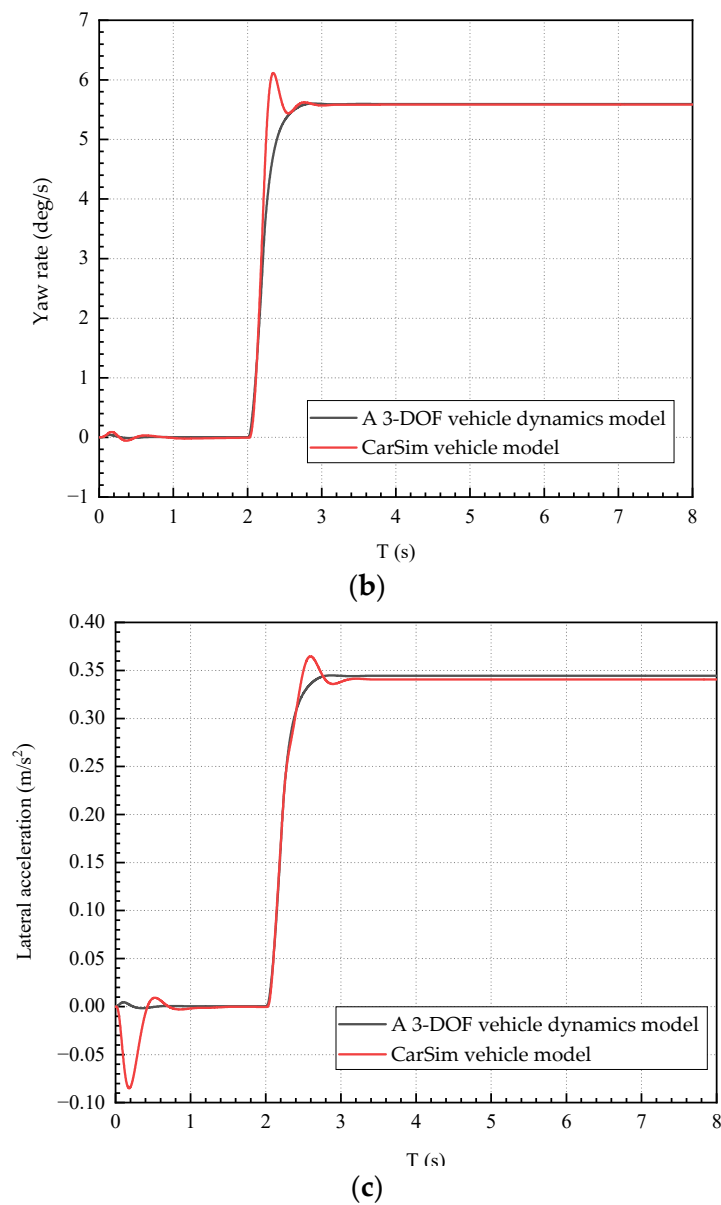 7
6
5
4
3
2
1
0
−1
Yaw rate (deg/s)
A 3-DOF vehicle dynamics model
CarSim vehicle model
0 1 2 3 4 5 6 7 8
T (s)
(b)
0.40
0.35
0.30
0.25
0.20
0.15
0.10
0.05
0.00
−0.05
−0.10
Lateral acceleration (m/s²)
A 3-DOF vehicle dynamics model
CarSim vehicle model
0 1 2 3 4 5 6 7 8
T (s)
(c)